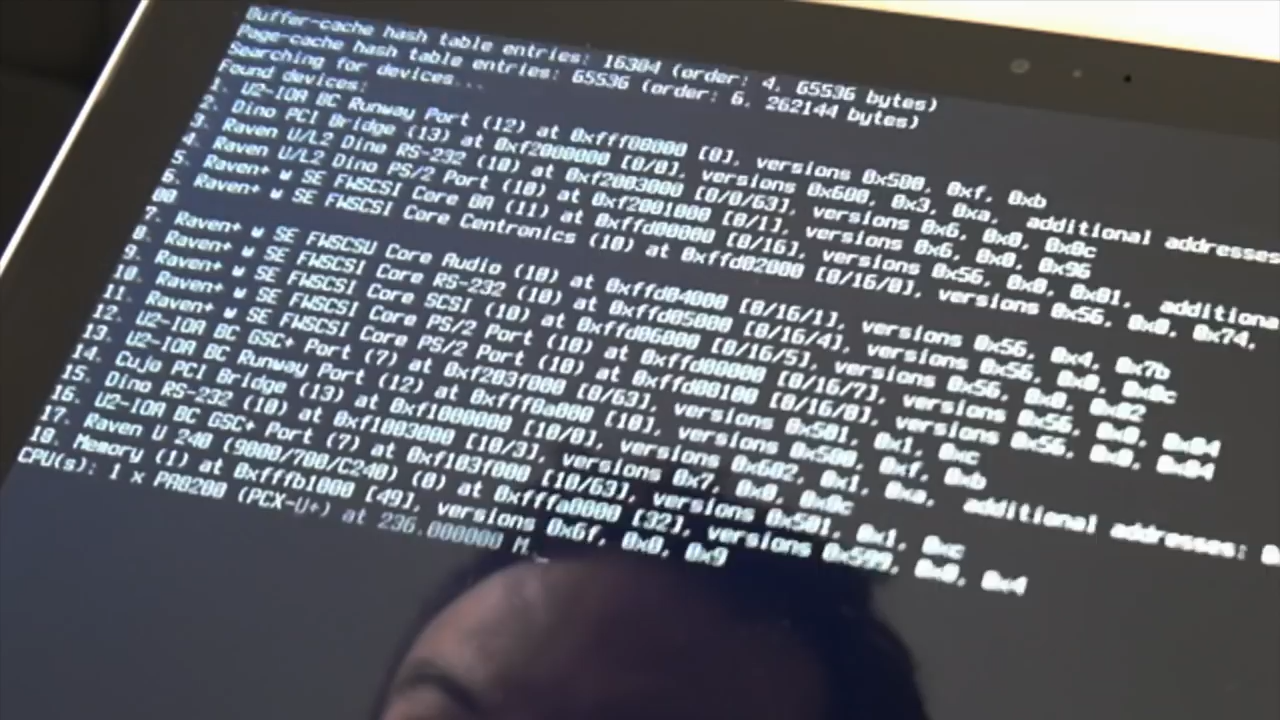 Buffer-cache hash table entries: 16384 (order: 4, 65536 bytes)
Page-cache hash table entries: 65536 (order: 6, 262144 bytes)
Searching for devices...
Found devices:
1. U2-IOA BC Runway Port (12) at 0xfff88000 [8], versions 0x580, 0xf, 0xb
2. Dino PCI Bridge (13) at 0xf2000000 [8/0], versions 0x680, 0x3, 0xa, additional addresses
3. Raven U/L2 Dino RS-232 (10) at 0xf2003000 [8/0/63], versions 0x6, 0x0, 0x8c
4. Raven U/L2 Dino PS/2 Port (10) at 0xf2001000 [8/1], versions 0x6, 0x0, 0x96
5. Raven+ w SE FWSCSI Core BA (11) at 0xffd00000 [8/16], versions 0x56, 0x0, 0x81, additiona
6. Raven+ w SE FWSCSI Core Centronics (10) at 0xffd02000 [8/16/0], versions 0x56, 0x0, 0x74,
00
7. Raven+ w SE FWSCSU Core Audio (10) at 0xffd04000 [8/16/1], versions 0x56, 0x4, 0x7b
8. Raven+ w SE FWSCSI Core RS-232 (10) at 0xffd05000 [8/16/4], versions 0x56, 0x0, 0x8c
9. Raven+ w SE FWSCSI Core SCSI (10) at 0xffd06000 [8/16/5], versions 0x56, 0x0, 0x82
10. Raven+ w SE FWSCSI Core PS/2 Port (10) at 0xffd08000 [8/16/7], versions 0x56, 0x0, 0x84
11. Raven+ w SE FWSCSI Core PS/2 Port (10) at 0xffd08100 [8/16/8], versions 0x56, 0x0, 0x84
12. U2-IOA BC GSC+ Port (7) at 0xf203f000 [8/63], versions 0x501, 0x1, 0xc
13. U2-IOA BC Runway Port (12) at 0xfff8a000 [10], versions 0x580, 0xf, 0xb
14. Cujo PCI Bridge (13) at 0xf1000000 [10/0], versions 0x682, 0x1, 0xa, additional addresses:
15. Dino RS-232 (10) at 0xf1003000 [10/3], versions 0x7, 0x0, 0x8c
16. U2-IOA BC GSC+ Port (7) at 0xf103f000 [10/63], versions 0x501, 0x1, 0xc
17. Raven U 240 (9000/780/C240) (0) at 0xfffa0000 [32], versions 0x599, 0x0, 0x4
18. Memory (1) at 0xfffb1000 [49], versions 0x6f, 0x0, 0x9
CPU(s): 1 x PA8200 (PCX-U+) at 236.000000 M